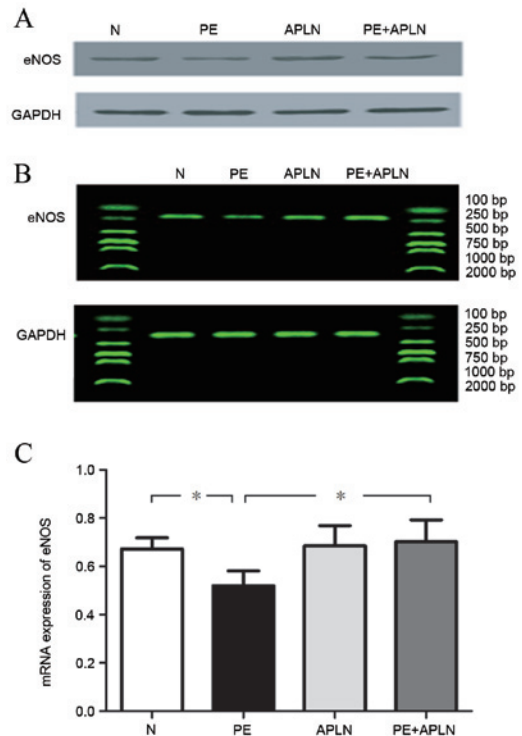 A
N PE APLN PE+APLN
eNOS
GAPDH
B
N PE APLN PE+APLN
eNOS
100 bp
250 bp
500 bp
750 bp
1000 bp
2000 bp
GAPDH
100 bp
250 bp
500 bp
750 bp
1000 bp
2000 bp
C
mRNA expression of eNOS
1.0
0.8
0.6
0.4
0.2
0.0
* *
N PE APLN PE+APLN